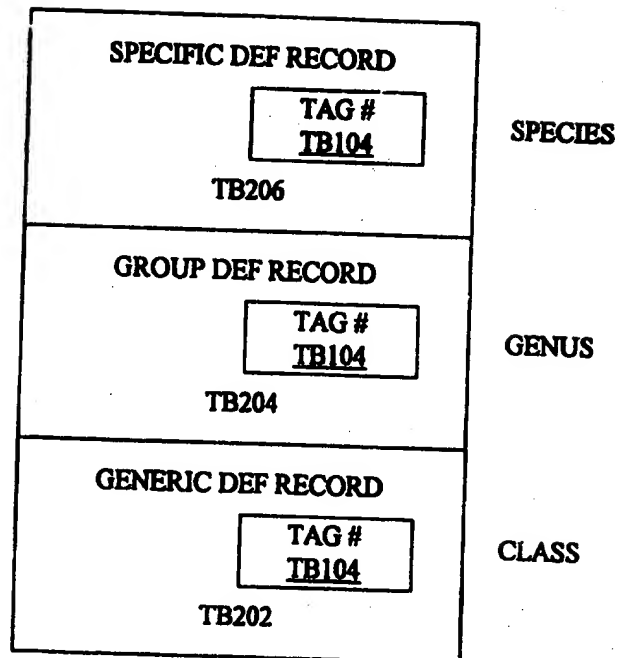 SPECIFIC DEF RECORD
TAG #
TB104
SPECIES
TB206
GROUP DEF RECORD
TAG #
TB104
GENUS
TB204
GENERIC DEF RECORD
TAG #
TB104
CLASS
TB202